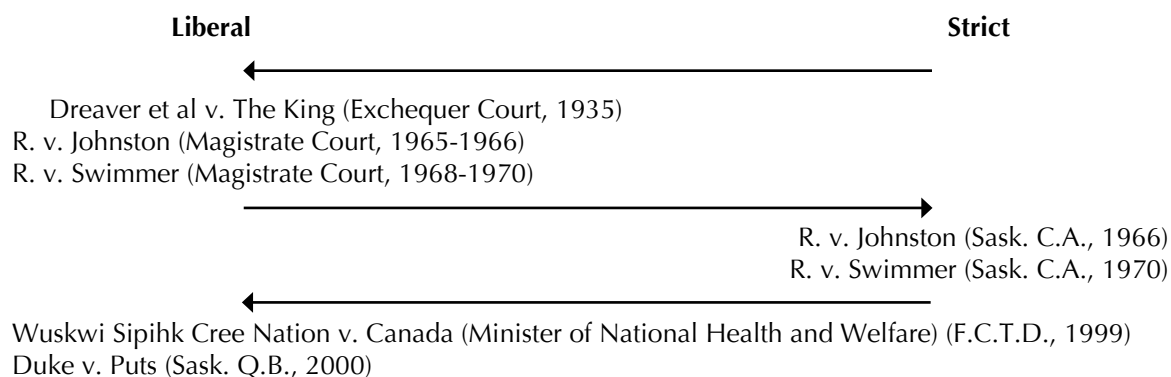 Liberal Strict
Dreaver et al v. The King (Exchequer Court, 1935)
R. v. Johnston (Magistrate Court, 1965-1966)
R. v. Swimmer (Magistrate Court, 1968-1970)
R. v. Johnston (Sask. C.A., 1966)
R. v. Swimmer (Sask. C.A., 1970)
Wuskwi Sipihk Cree Nation v. Canada (Minister of National Health and Welfare) (F.C.T.D., 1999)
Duke v. Puts (Sask. Q.B., 2000)